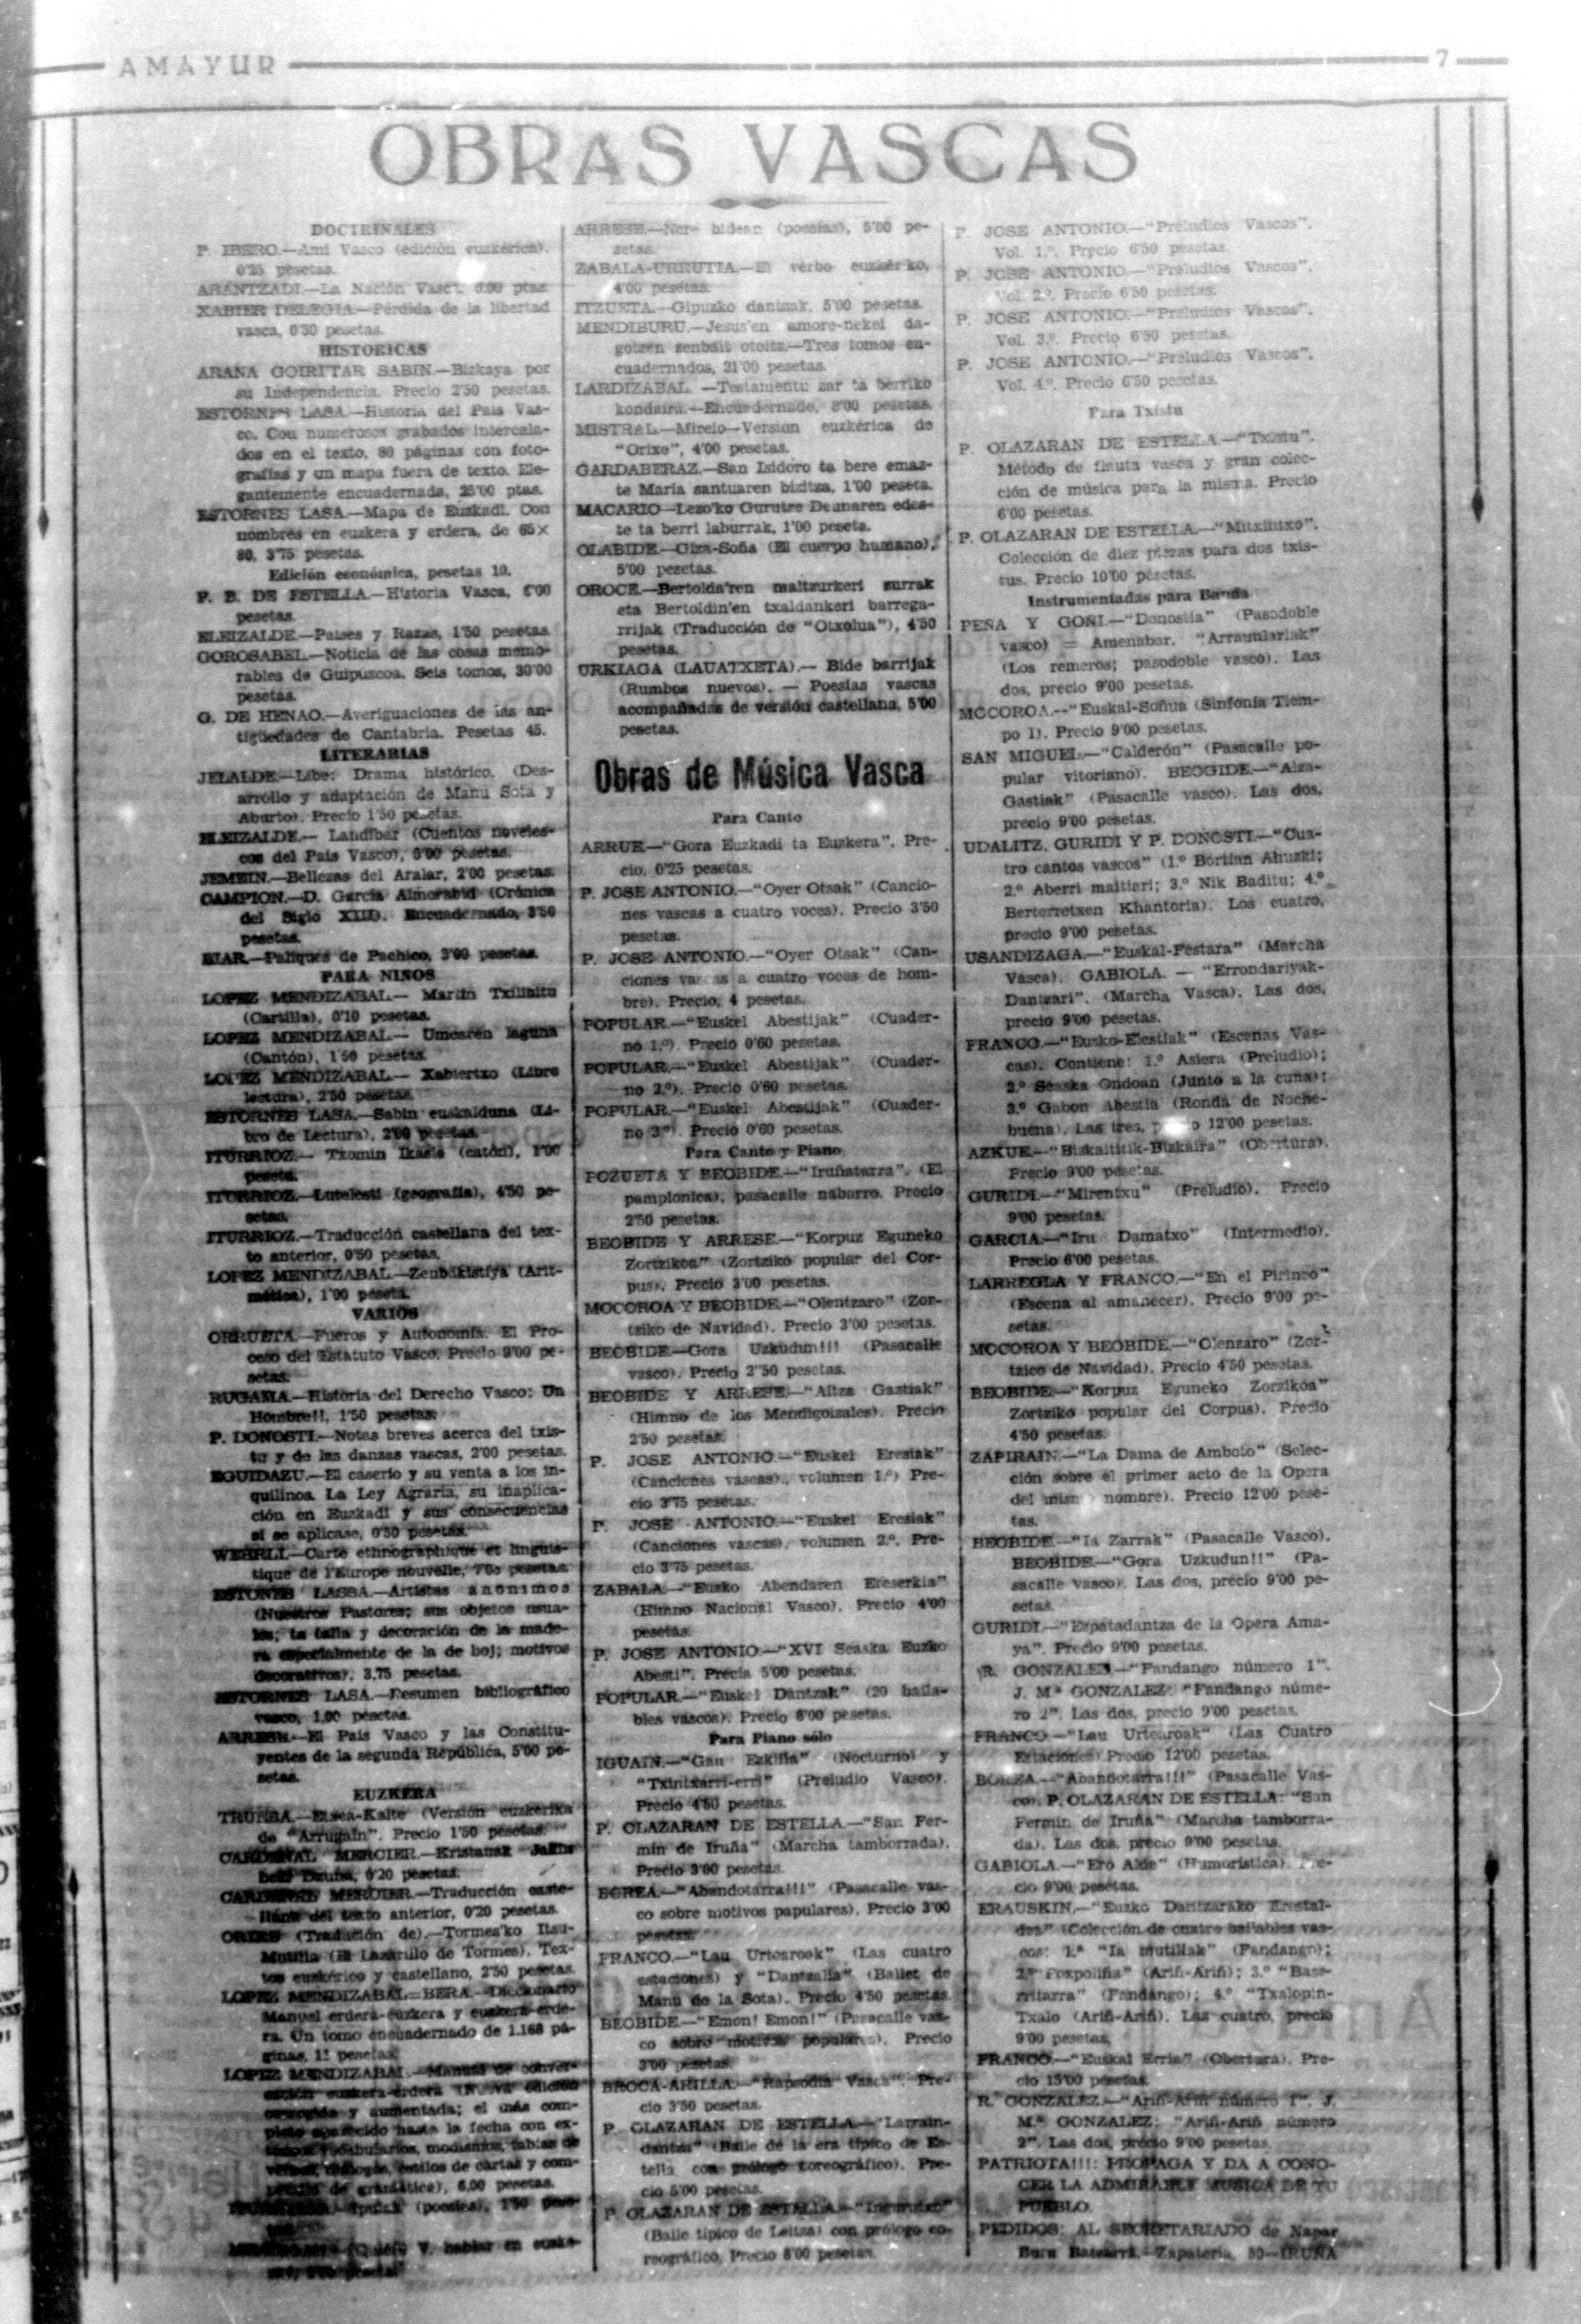 AMAYUR
7
OBRAS VASCAS
DOCTRINALES
P. IBERO.—Ami Vasco (edición euzkérica).
0'25 pesetas.
ARANTZADI.—La Nación Vasca. 6.00 ptas.
XABIER DELEGIA.—Pérdida de la libertad
vasca, 0'30 pesetas.
HISTORICAS
ARANA GOIRI'TAR SABIN.—Bizkaya por
su Independencia. Precio 2'50 pesetas.
ESTORNES LASA.—Historia del Pais Vas-
co. Con numerosos grabados intercala-
dos en el texto, 80 páginas con foto-
grafías y un mapa fuera de texto. Ele-
gantemente encuadernada, 25'00 ptas.
ESTORNES LASA.—Mapa de Euzkadi. Con
nombres en euzkera y erdera, de 65×
80, 3'75 pesetas.
Edición económica, pesetas 10.
P. B. DE ESTELLA.—Historia Vasca, 6'00
pesetas.
ELEIZALDE.—Paises y Razas, 1'50 pesetas.
GOROSABEL.—Noticia de las cosas memo-
rables de Guipúzcoa. Seis tomos, 30'00
pesetas.
G. DE HENAO.—Averiguaciones de las an-
tigüedades de Cantabria. Pesetas 45.
LITERARIAS
JELALDE.—Libe: Drama histórico. (Des-
arrollo y adaptación de Manu Sota y
Aburto). Precio 1'50 pesetas.
ELEIZALDE.—Landibar (Cuentos noveles-
cos del País Vasco), 5'00 pesetas.
JEMEIN.—Bellezas del Aralar, 2'00 pesetas.
CAMPION.—D. García Almorabid (Crónica
del Siglo XIII). Encuadernado, 3'50
pesetas.
BIAR.—Paliques de Pachico, 3'00 pesetas.
PARA NIÑOS
LOPEZ MENDIZABAL.—Martin Txilibitu
(Cartilla), 0'10 pesetas.
LOPEZ MENDIZABAL.—Umearen laguna
(Cantón), 1'50 pesetas.
LOPEZ MENDIZABAL.—Xabiertxo (Libro
lectura), 2'50 pesetas.
ESTORNES LASA.—Sabin euskalduna (Li-
bro de Lectura), 2'00 pesetas.
ITURRIOZ.—Txomin Ikasle (catón), 1'00
peseta.
ITURRIOZ.—Lutelesti (geografía), 4'50 pe-
setas.
ITURRIOZ.—Traducción castellana del tex-
to anterior, 0'50 pesetas.
LOPEZ MENDIZABAL.—Zenbakistiya (Arit-
mética), 1'00 peseta.
VARIOS
ORRUETA.—Fueros y Autonomía. El Pro-
ceso del Estatuto Vasco. Precio 9'00 pe-
setas.
RUGAMA.—Historia del Derecho Vasco: Un
Hombre!!, 1'50 pesetas.
P. DONOSTI.—Notas breves acerca del txis-
tu y de las danzas vascas, 2'00 pesetas.
EGUIDAZU.—El caserío y su venta a los in-
quilinos. La Ley Agraria, su inaplica-
ción en Euzkadi y sus consecuencias
si se aplicase, 0'50 pesetas.
WEHRLI.—Carte ethnographique et linguis-
tique de l'Europe nouvelle, pesetas.
ESTONES LASSA.—Artistas anónimos
(Nuestros Pastores; sus objetos usua-
les; la talla y decoración de la made-
ra especialmente de la de boj; motivos
decorativos), 3,75 pesetas.
ESTORNES LASA.—Resumen bibliográfico
vasco, 1,00 pesetas.
ARRESE.—El País Vasco y las Constitu-
yentes de la segunda República, 5'00 pe-
setas.
EUZKERA
TRUEBA.—Etsea-Kalte (Versión euzkérika
de "Arrugain". Precio 1'50 pesetas.
CARDENAL MERCIER.—Kristauak
0'20 pesetas.
CARDENAL MERCIER.—Traducción caste-
llana del texto anterior, 0'20 pesetas.
ORIXE (Tradución de).—Tormes'ko Itsu-
Mutilla (El Lazarillo de Tormes). Tex-
tos euzkérico y castellano, 2'50 pesetas.
LOPEZ MENDIZABAL=BERA.—Diccionario
Manuel erdera-euzkera y euzkera-erde-
ra. Un tomo encuadernado de 1.168 pá-
ginas, 11 pesetas.
LOPEZ MENDIZABAL.—Manual de conver-
sación euzkera-erdera (Nueva edición
corregida y aumentada; el más com-
pleto aparecido hasta la fecha con ex-
tensos vocabularios, modismos, tablas de
verbos, diálogos, estilos de cartas y com-
pendio de gramática), 6,00 pesetas.
(poesías), 1'50
¿Quiere V. hablar en euzke-
ARRESE.—Nere bidean (poesías), 5'00 pe-
setas.
ZABALA-URRUTIA.—El verbo euzkériko,
4'00 pesetas.
ITZUETA.—Gipuzko dantzak, 5'00 pesetas.
MENDIBURU.—Jesus'en amore-nekei da-
gotzen zenbait otoitz.—Tres tomos en-
cuadernados, 21'00 pesetas.
LARDIZABAL.—Testamentu zar ta berriko
kondaira.—Encuadernado, 8'00 pesetas.
MISTRAL.—Mireio—Version euzkérica de
"Orixe", 4'00 pesetas.
GARDABERAZ.—San Isidoro ta bere emaz-
te María santuaren bizitza, 1'00 peseta.
MACARIO—Lezo'ko Gurutze Deunaren edes-
te ta berri laburrak, 1'00 peseta.
OLABIDE.—Giza-Soña (El cuerpo humano),
5'00 pesetas.
OROCE.—Bertolda'ren maltzurkeri zurrak
eta Bertoldin'en txaldankeri barrega-
rrijak (Traducción de "Otxolua"), 4'50
pesetas.
URKIAGA (LAUATXETA).—Bide barrijak
(Rumbos nuevos). — Poesías vascas
acompañadas de versión castellana, 5'00
pesetas.
Obras de Música Vasca
Para Canto
ARRUE.—"Gora Euzkadi ta Euzkera". Pre-
cio, 0'25 pesetas.
P. JOSE ANTONIO.—"Oyer Otsak" (Cancio-
nes vascas a cuatro voces). Precio 3'50
pesetas.
P. JOSE ANTONIO.—"Oyer Otsak" (Can-
ciones vascas a cuatro voces de hom-
bre). Precio, 4 pesetas.
POPULAR.—"Euskel Abestijak" (Cuader-
no 1.º). Precio 0'60 pesetas.
POPULAR.—"Euskel Abestijak" (Cuader-
no 2.º). Precio 0'60 pesetas.
POPULAR.—"Euskel Abestijak" (Cuader-
no 3.º). Precio 0'60 pesetas.
Para Canto y Piano
POZUETA Y BEOBIDE.—"Iruñatarra". (El
pamplonica), pasacalle nabarro. Precio
2'50 pesetas.
BEOBIDE Y ARRESE.—"Korpuz Eguneko
Zortzikoa" (Zortziko popular del Cor-
pus). Precio 3'00 pesetas.
MOCOROA Y BEOBIDE.—"Olentzaro" (Zor-
tziko de Navidad). Precio 3'00 pesetas.
BEOBIDE—Gora Uzkudun!!! (Pasacalle
vasco). Precio 2'50 pesetas.
BEOBIDE Y ARRESE.—"Aitza Gaztiak"
(Himno de los Mendigoizales). Precio
2'50 pesetas.
P. JOSE ANTONIO.—"Euskel Eresiak"
(Canciones vascas)., volumen 1.º) Pre-
cio 3'75 pesetas.
P. JOSE ANTONIO.—"Euskel Eresiak"
(Canciones vascas), volumen 2.º. Pre-
cio 3'75 pesetas.
ZABALA.—"Euzko Abendaren Ereserkia"
(Himno Nacional Vasco). Precio 4'00
pesetas.
P. JOSE ANTONIO.—"XVI Seaska Euzko
Abesti". Precia 5'00 pesetas.
POPULAR.—"Euskel Dantzak" (20 baila-
bles vascos). Precio 8'00 pesetas.
Para Piano sólo
IGUAIN.—"Gau Ezkilla" (Nocturno) y
"Txintxarri-erri" (Preludio Vasco).
Precio 4'50 pesetas.
P. OLAZARAN DE ESTELLA.—"San Fer-
mín de Iruña" (Marcha tamborrada).
Precio 3'00 pesetas.
BOREA.—"Abandotarra!!!" (Pasacalle vas-
co sobre motivos papulares). Precio 3'00
pesetas.
FRANCO.—"Lau Urtearoek" (Las cuatro
estaciones) y "Dantzalia" (Ballet de
Manu de la Sota). Precio 4'50 pesetas.
BEOBIDE.—"Emon! Emon!" (Pasacalle vas-
co sobre motivos populares). Precio
3'00 pesetas.
BROCA-ARILLA.—"Rapsodia Vasca". Pre-
cio 3'50 pesetas.
P. OLAZARAN DE ESTELLA.—"Larrain-
dantza" (Baile de la era típico de Es-
tella con prólogo coreográfico). Pre-
cio 5'00 pesetas.
P. OLAZARAN DE ESTELLA.—"Ingurutxo"
(Baile típico de Leitza) con prólogo co-
reográfico, Precio 8'00 pesetas.
P. JOSE ANTONIO.—"Preludios Vascos".
Vol. 1.º. Precio 6'50 pesetas.
P. JOSE ANTONIO.—"Preludios Vascos".
Vol. 2.º. Precio 6'50 pesetas.
P. JOSE ANTONIO.—"Preludios Vascos".
Vol. 3.º. Precio 6'50 pesetas.
P. JOSE ANTONIO.—"Preludios Vascos".
Vol. 4.º. Precio 6'50 pesetas.
Para Txistu
P. OLAZARAN DE ESTELLA.—"Txistu".
Método de flauta vasca y gran colec-
ción de música para la misma. Precio
6'00 pesetas.
P. OLAZARAN DE ESTELLA.—"Mitxintxo".
Colección de diez piezas para dos txis-
tus. Precio 10'00 pesetas.
Instrumentadas para Banda
PEÑA Y GOÑI.—"Donostia" (Pasodoble
vasco) = Amenabar. "Arraunlariak"
(Los remeros; pasodoble vasco). Las
dos, precio 9'00 pesetas.
MOCOROA.--"Euskal-Soñua (Sinfonía Tiem-
po 1). Precio 9'00 pesetas.
SAN MIGUEL.—"Calderón" (Pasacalle po-
pular vitoriano). BEOGIDE.—"Aiza-
Gastiak" (Pasacalle vasco). Las dos,
precio 9'00 pesetas.
UDALITZ, GURIDI Y P. DONOSTI.—"Cua-
tro cantos vascos" (1.º Bortian Ahuzki;
2.º Aberri maitiari; 3.º Nik Baditu; 4.º
Berterretxen Khantoria). Los cuatro,
precio 9'00 pesetas.
USANDIZAGA.—"Euskal-Festara" (Marcha
Vasca). GABIOLA. — "Errondariyak-
Dantzari". (Marcha Vasca). Las dos,
precio 9'00 pesetas.
FRANCO.—"Eusko-Elestiak" (Escenas Vas-
cas). Contiene: 1.º Asiera (Preludio);
2.º Seaska Ondoan (Junto a la cuna);
3.º Gabon Abestia (Ronda de Noche-
buena). Las tres, p o 12'00 pesetas.
AZKUE.—"Bizkaititik-Bizkaira" (Obertura).
Precio 9'00 pesetas.
GURIDI.—"Mirentxu" (Preludio). Precio
9'00 pesetas.
GARCIA.—"Iru Damatxo" (Intermedio).
Precio 6'00 pesetas.
LARREGLA Y FRANCO.—"En el Pirineo"
(Escena al amanecer). Precio 9'00 pe-
setas.
MOCOROA Y BEOBIDE.—"Olenzaro" (Zor-
tzico de Navidad). Precio 4'50 pesetas.
BEOBIDE.—"Korpuz Eguneko Zorzikoa"
Zortziko popular del Corpus). Precio
4'50 pesetas.
ZAPIRAIN.—"La Dama de Amboto" (Selec-
ción sobre el primer acto de la Opera
del mismo nombre). Precio 12'00 pese-
tas.
BEOBIDE.—"Ia Zarrak" (Pasacalle Vasco).
BEOBIDE.—"Gora Uzkudun!!" (Pa-
sacalle vasco). Las dos, precio 9'00 pe-
setas.
GURIDI.—"Ezpatadantza de la Opera Ama-
ya". Precio 9'00 pesetas.
R. GONZALEZ.—"Fandango número 1".
J. Mª GONZALEZ: "Fandango núme-
ro 2". Las dos, precio 9'00 pesetas.
FRANCO.—"Lau Urtearoak" (Las Cuatro
Estaciones) Precio 12'00 pesetas.
BOREA.—"Abandotarra!!!" (Pasacalle Vas-
co). P. OLAZARAN DE ESTELLA: "San
Fermin de Iruña" (Marcha tamborra-
da). Las dos, precio 9'00 pesetas.
GABIOLA.—"Ero Alde" (Humorística). Pre-
cio 9'00 pesetas.
ERAUSKIN.—"Euzko Dantzarako Erestal-
dea" (Colección de cuatro bailables vas-
cos: 1.ª "Ia mutillak" (Fandango);
2.º "Poxpoliña" (Ariñ-Ariñ); 3.º "Base-
rritarra" (Fandango); 4.º "Txalopin-
Txalo (Ariñ-Ariñ). Las cuatro, precio
9'00 pesetas.
FRANCO.—"Euskal Erria" (Obertura). Pre-
cio 15'00 pesetas.
R. GONZALEZ.—"Ariñ-Ariñ número 1". J.
Mª GONZALEZ: "Ariñ-Ariñ número
2". Las dos, precio 9'00 pesetas.
PATRIOTA!!!: PROPAGA Y DA A CONO-
CER LA ADMIRABLE MUSICA DE TU
PUEBLO.
PEDIDOS: AL SECRETARIADO de Napar
Buru Batzarra.—Zapatería, 50—IRUÑA